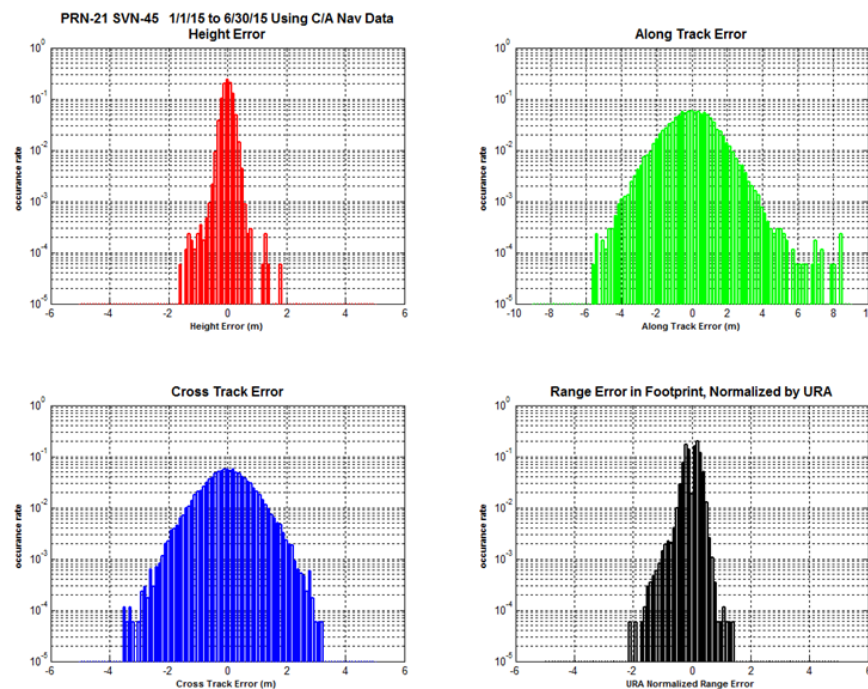 PRN-21 SVN-45 1/1/15 to 6/30/15 Using C/A Nav Data
Height Error
10^0
10^-1
10^-2
10^-3
10^-4
10^-5
occurance rate
-6 -4 -2 0 2 4 6
Height Error (m)
Along Track Error
10^0
10^-1
10^-2
10^-3
10^-4
10^-5
occurance rate
-10 -8 -6 -4 -2 0 2 4 6 8 1
Along Track Error (m)
Cross Track Error
10^0
10^-1
10^-2
10^-3
10^-4
10^-5
occurance rate
-6 -4 -2 0 2 4 6
Cross Track Error (m)
Range Error in Footprint, Normalized by URA
10^0
10^-1
10^-2
10^-3
10^-4
10^-5
occurance rate
-6 -4 -2 0 2 4 6
URA Normalized Range Error